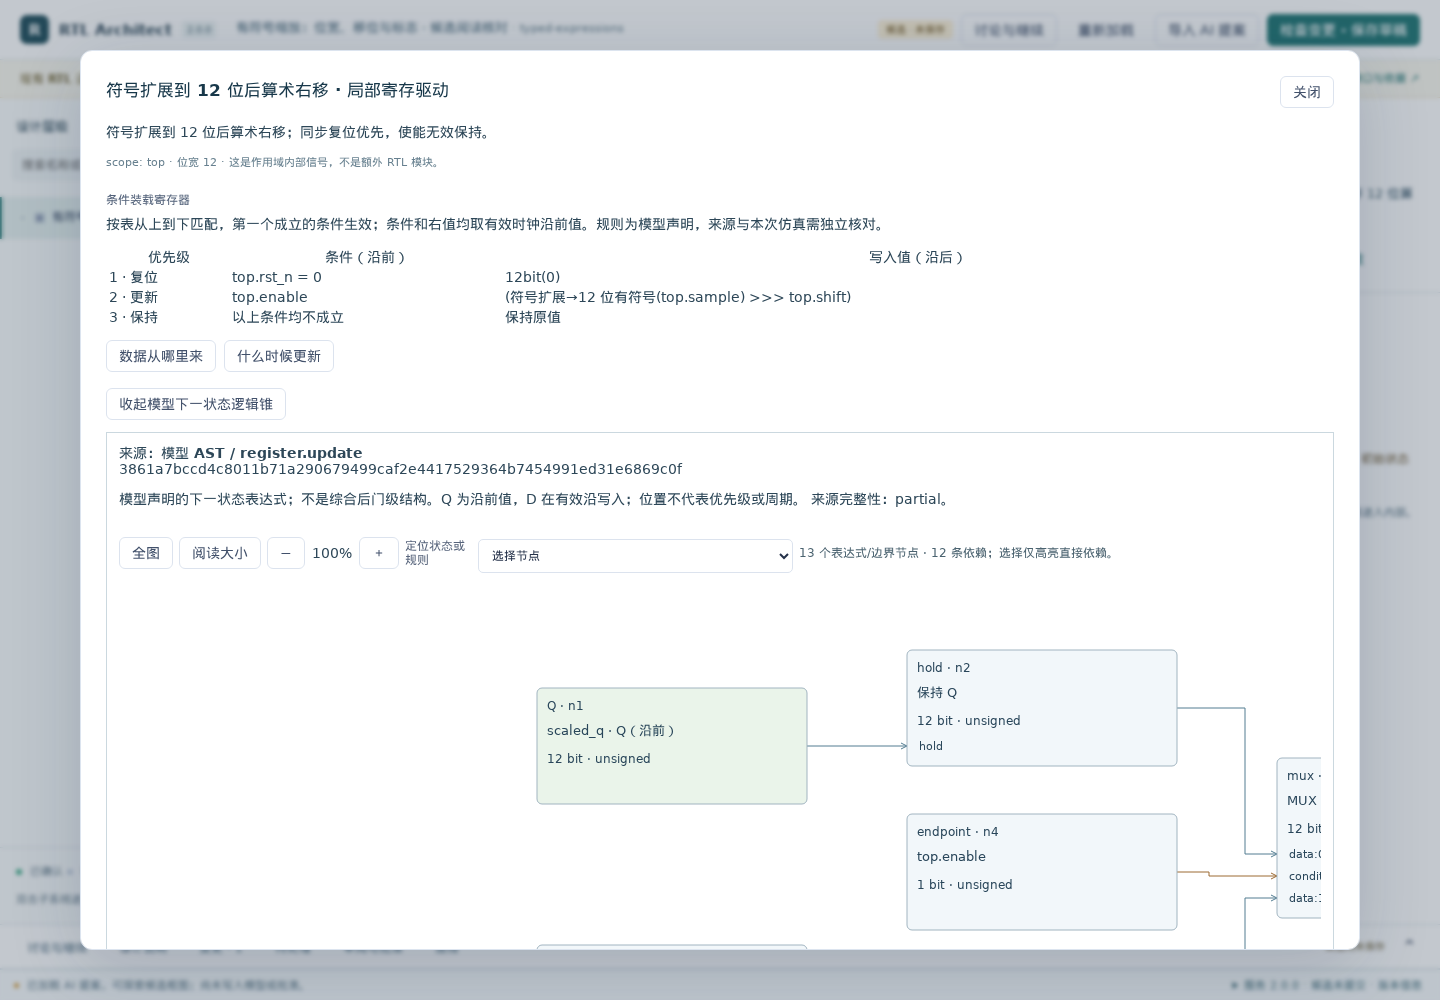 RTL Architect
符号扩展到 12 位后算术右移 · 局部寄存驱动
关闭
符号扩展到 12 位后算术右移；同步复位优先，使能无效保持。
scope: top · 位宽 12 · 这是作用域内部信号，不是额外 RTL 模块。
条件装载寄存器
按表从上到下匹配，第一个成立的条件生效；条件和右值均取有效时钟沿前值。规则为模型声明，来源与本次仿真需独立核对。
优先级 条件（沿前） 写入值（沿后）
1 · 复位 top.rst_n = 0 12bit(0)
2 · 更新 top.enable (符号扩展→12 位有符号(top.sample) >>> top.shift)
3 · 保持 以上条件均不成立 保持原值
数据从哪里来 什么时候更新
收起模型下一状态逻辑锥
来源：模型 AST / register.update
3861a7bccd4c8011b71a290679499caf2e4417529364b7454991ed31e6869c0f
模型声明的下一状态表达式；不是综合后门级结构。Q 为沿前值，D 在有效沿写入；位置不代表优先级或周期。 来源完整性：partial。
全图 阅读大小 − 100% + 定位状态或规则 选择节点 13 个表达式/边界节点 · 12 条依赖；选择仅高亮直接依赖。
hold · n2
保持 Q
12 bit · unsigned
hold
Q · n1
scaled_q · Q（沿前）
12 bit · unsigned
mux ·
MUX
12 bit
data:0
condit
data:1
endpoint · n4
top.enable
1 bit · unsigned